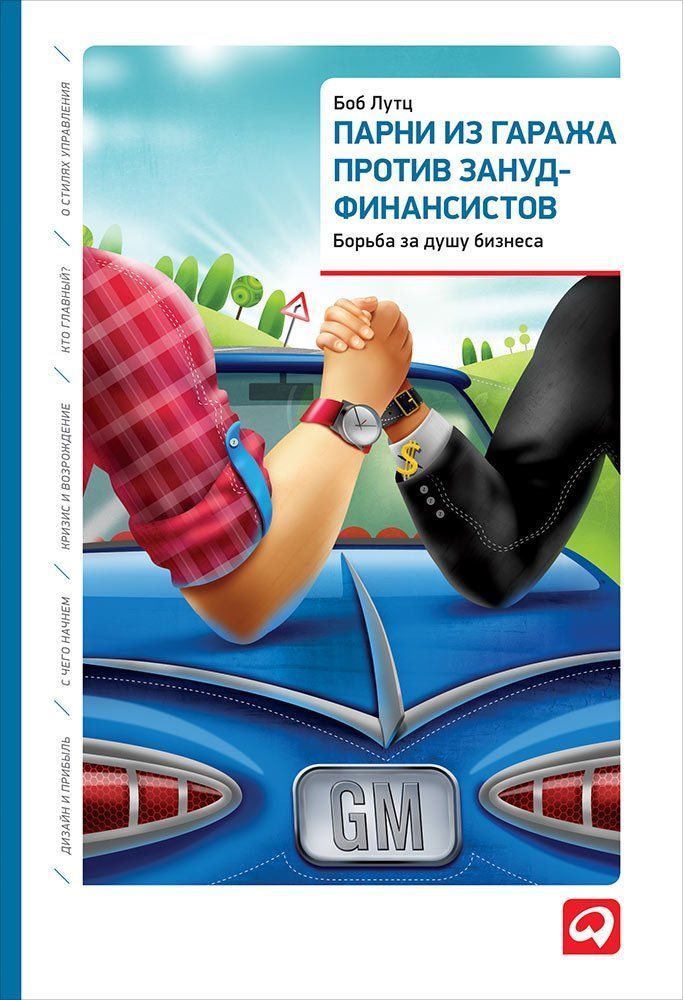 Боб Лутц
ПАРНИ ИЗ ГАРАЖА
ПРОТИВ ЗАНУД-
ФИНАНСИСТОВ
Борьба за душу бизнеса
О СТИЛЯХ УПРАВЛЕНИЯ
КТО ГЛАВНЫЙ?
КРИЗИС И ВОЗРОЖДЕНИЕ
С ЧЕГО НАЧНЕМ
ДИЗАЙН И ПРИБЫЛЬ
$
GM